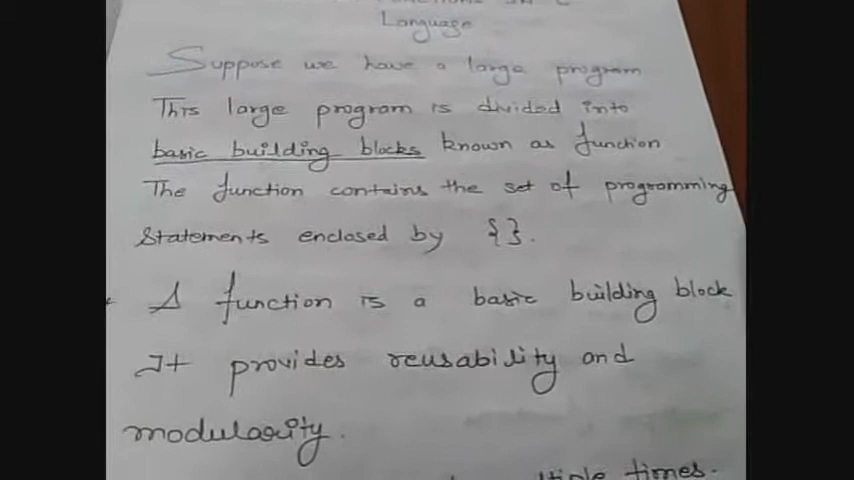 Language
Suppose we have a large program
This large program is divided into
basic building blocks known as function
The function contains the set of programming
Statements enclosed by {}.
A function is a basic building block
It provides reusability and
modularity.
times.